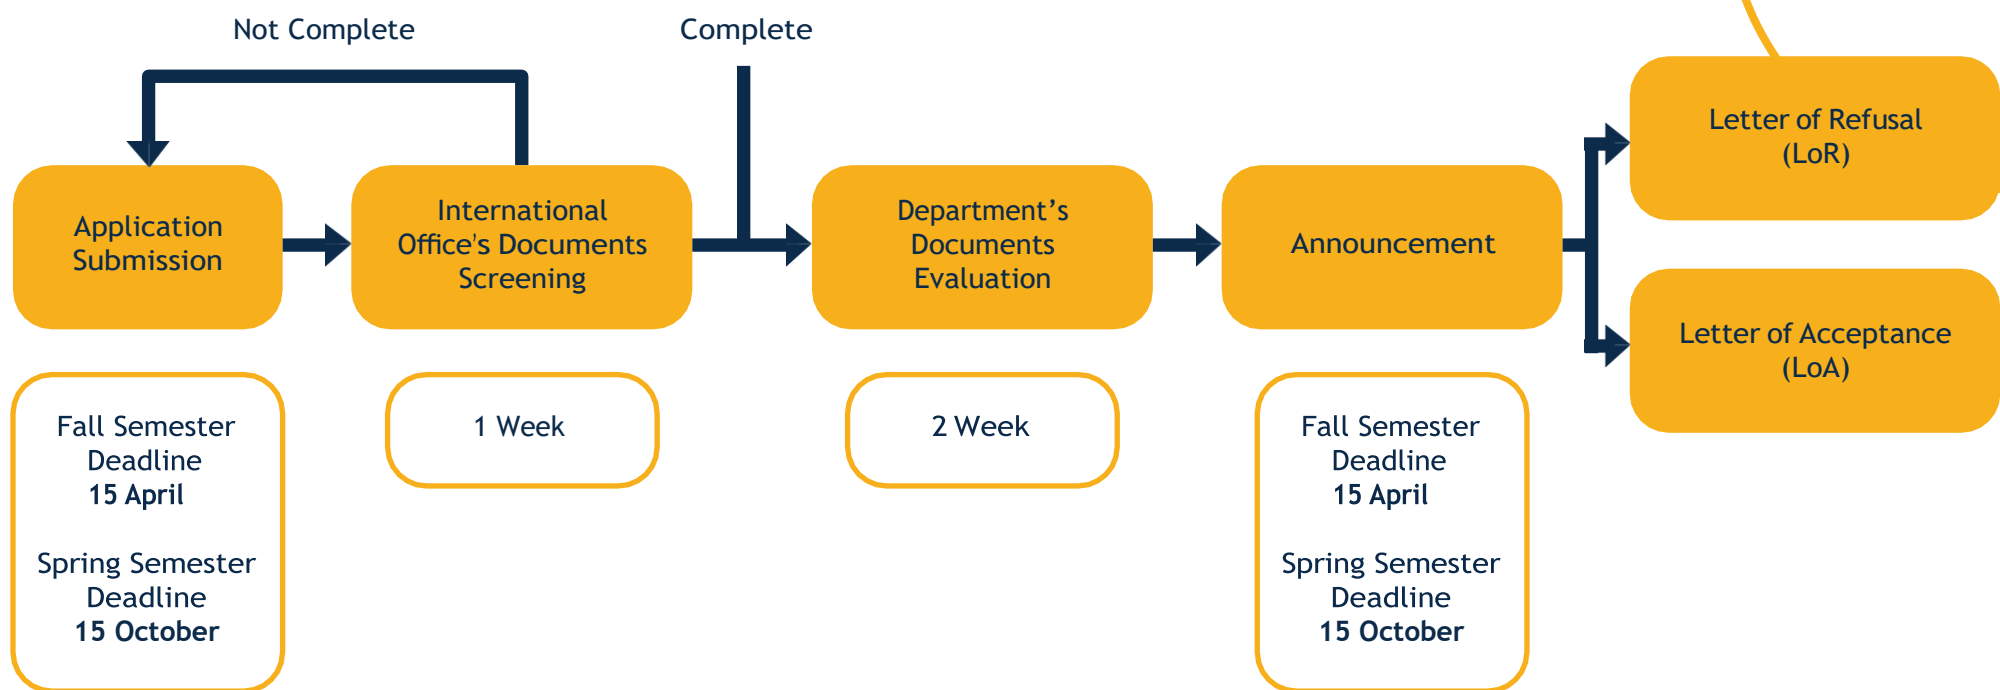 Not Complete
Complete
Application
Submission
International
Office's Documents
Screening
Department’s
Documents
Evaluation
Announcement
Letter of Refusal
(LoR)
Letter of Acceptance
(LoA)
Fall Semester
Deadline
15 April
Spring Semester
Deadline
15 October
1 Week
2 Week
Fall Semester
Deadline
15 April
Spring Semester
Deadline
15 October